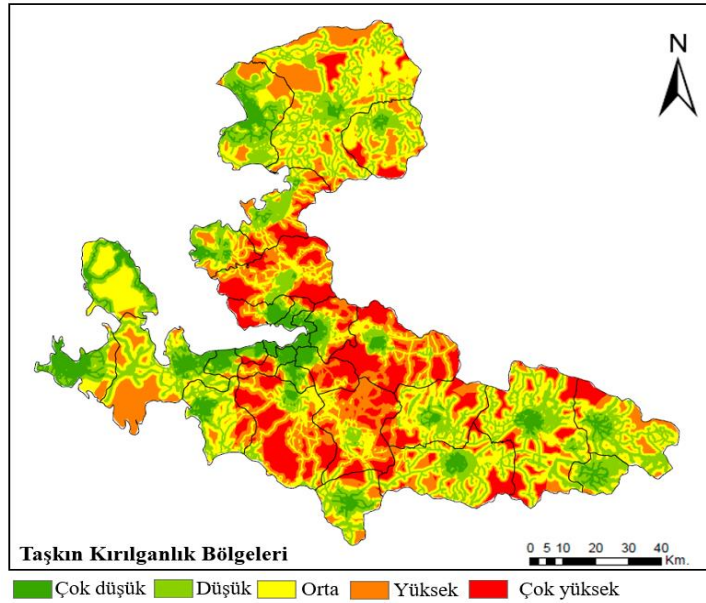 N
Taşkın Kırılganlık Bölgeleri
0 5 10 20 30 40
Km.
Çok düşük Düşük Orta Yüksek Çok yüksek